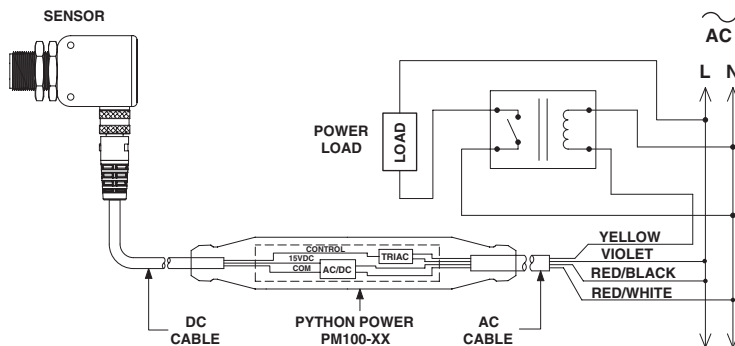 SENSOR
AC
L N
POWER
LOAD
LOAD
YELLOW
VIOLET
RED/BLACK
RED/WHITE
CONTROL
15VDC
COM
AC/DC
TRIAC
DC
CABLE
PYTHON POWER
PM100-XX
AC
CABLE